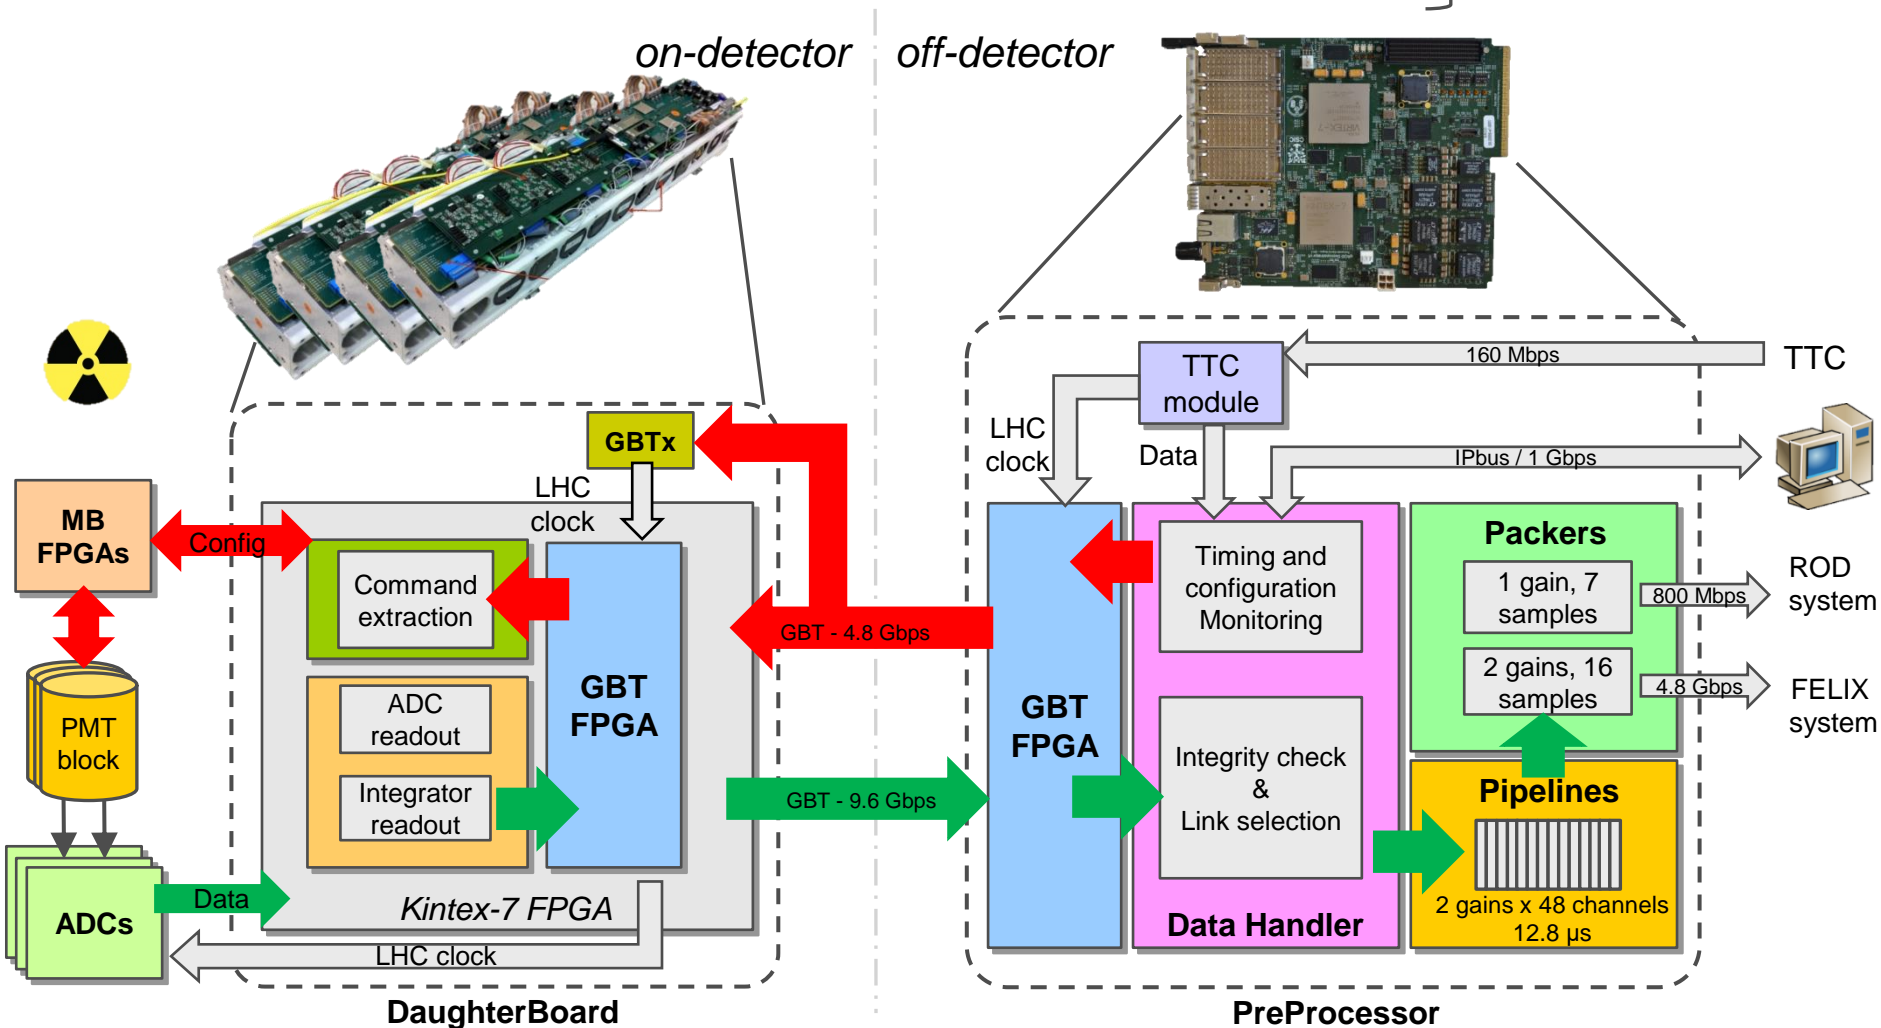 on-detector
off-detector
VIRTEX-7
CSIC
TTC
module
160 Mbps
TTC
GBTx
LHC
clock
Data
IPbus / 1 Gbps
LHC
clock
MB
FPGAs
Config
Command
extraction
GBT
FPGA
GBT - 4.8 Gbps
GBT
FPGA
Timing and
configuration
Monitoring
Packers
1 gain, 7
samples
800 Mbps
ROD
system
2 gains, 16
samples
4.8 Gbps
FELIX
system
PMT
block
ADC
readout
Integrator
readout
GBT - 9.6 Gbps
Integrity check
&
Link selection
Pipelines
2 gains x 48 channels
12.8 µs
ADCs
Data
Kintex-7 FPGA
LHC clock
Data Handler
DaughterBoard
PreProcessor